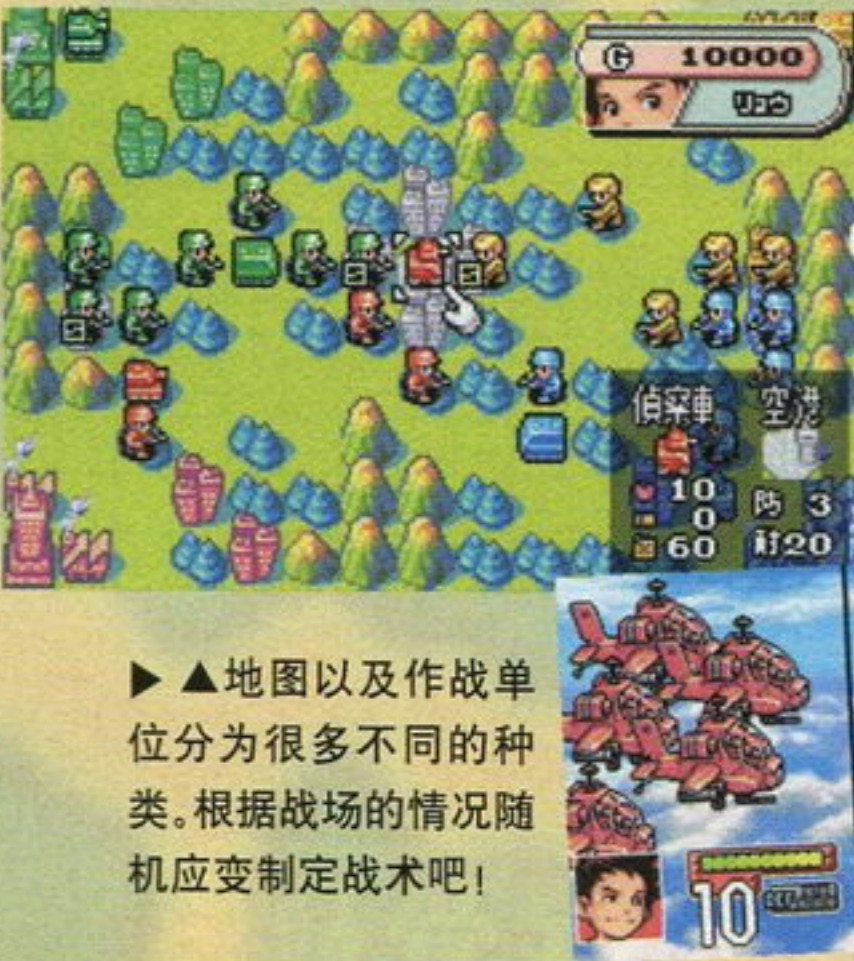 G 10000
リョウ
偵察車 空港
10 防 3
0 耐20
60
▶ ▲地图以及作战单
位分为很多不同的种
类。根据战场的情况随
机应变制定战术吧!
10